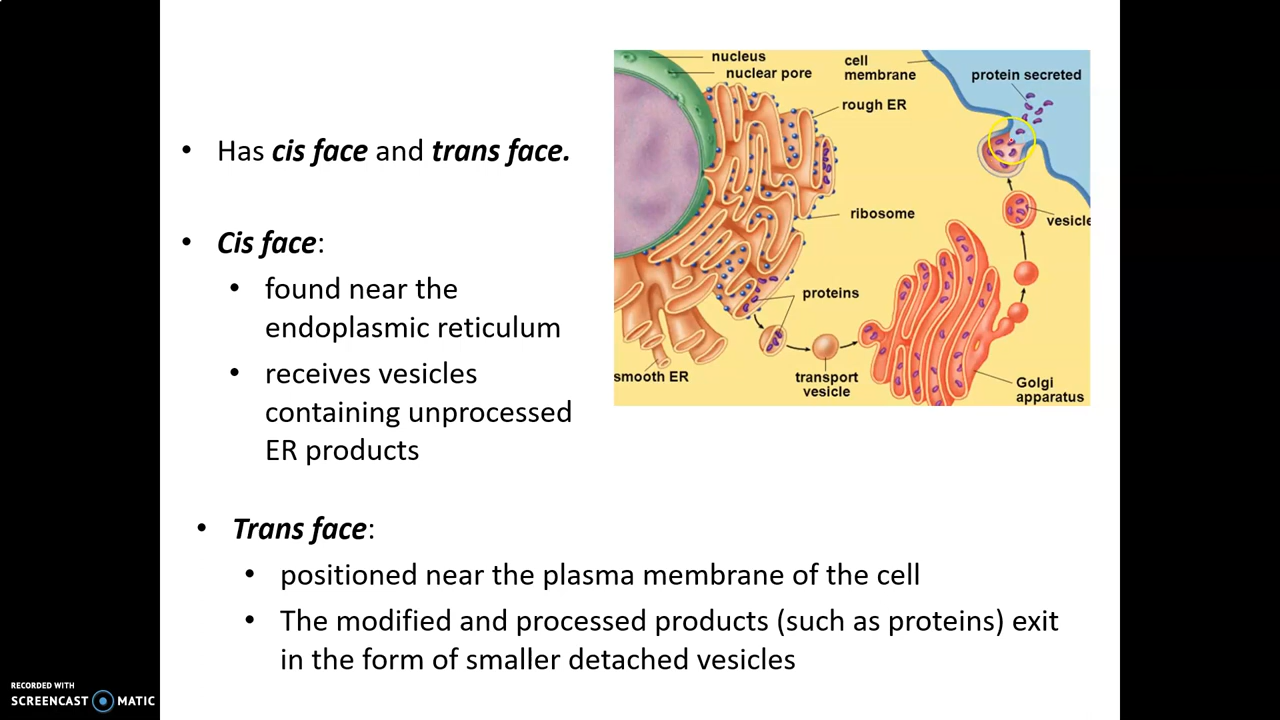 • Has cis face and trans face.
• Cis face:
• found near the
endoplasmic reticulum
• receives vesicles
containing unprocessed
ER products
• Trans face:
• positioned near the plasma membrane of the cell
• The modified and processed products (such as proteins) exit
in the form of smaller detached vesicles
nucleus
nuclear pore
cell
membrane
protein secreted
rough ER
ribosome
vesicle
proteins
smooth ER
transport
vesicle
Golgi
apparatus
RECORDED WITH
SCREENCAST MATIC